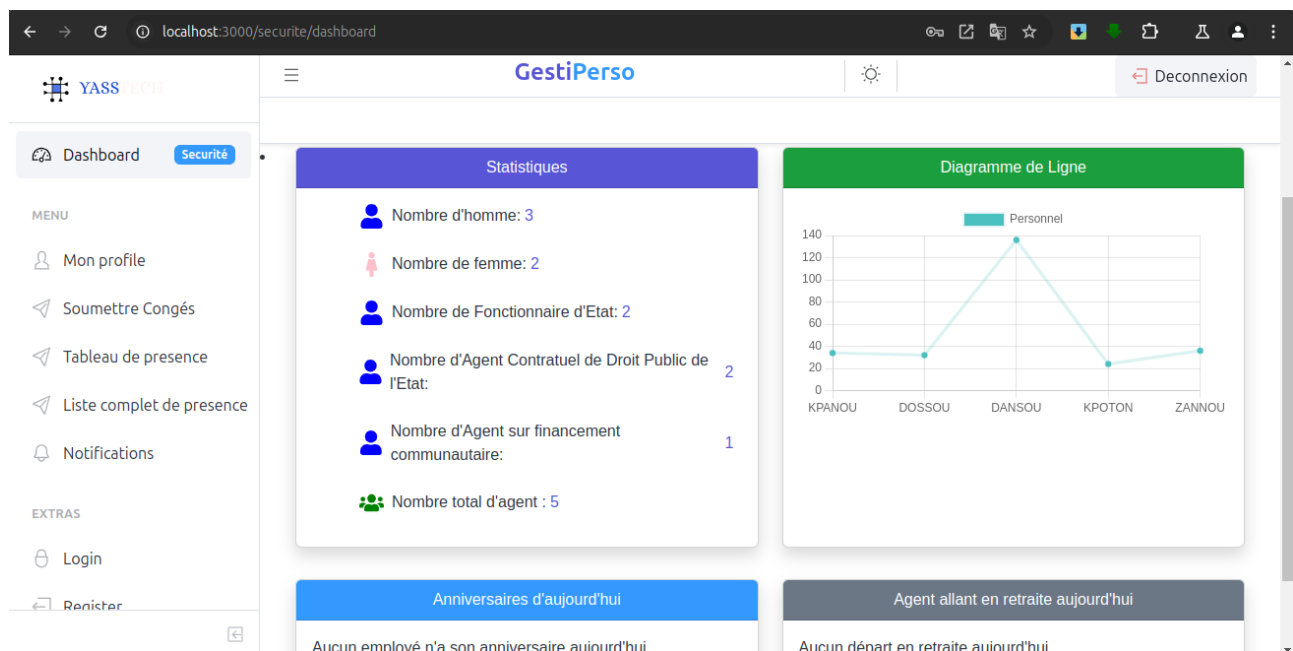 localhost:3000/securite/dashboard
YASSTECH
GestiPerso
Deconnexion
Dashboard
Securité
MENU
Mon profile
Soumettre Congés
Tableau de presence
Liste complet de presence
Notifications
EXTRAS
Login
Register
Statistiques
Nombre d'homme: 3
Nombre de femme: 2
Nombre de Fonctionnaire d'Etat: 2
Nombre d'Agent Contratuel de Droit Public de
l'Etat: 2
Nombre d'Agent sur financement
communautaire: 1
Nombre total d'agent : 5
Diagramme de Ligne
Personnel
140
120
100
80
60
40
20
0
KPANOU DOSSOU DANSOU KPOTON ZANNOU
Anniversaires d'aujourd'hui
Aucun employé n'a son anniversaire aujourd'hui
Agent allant en retraite aujourd'hui
Aucun départ en retraite aujourd'hui